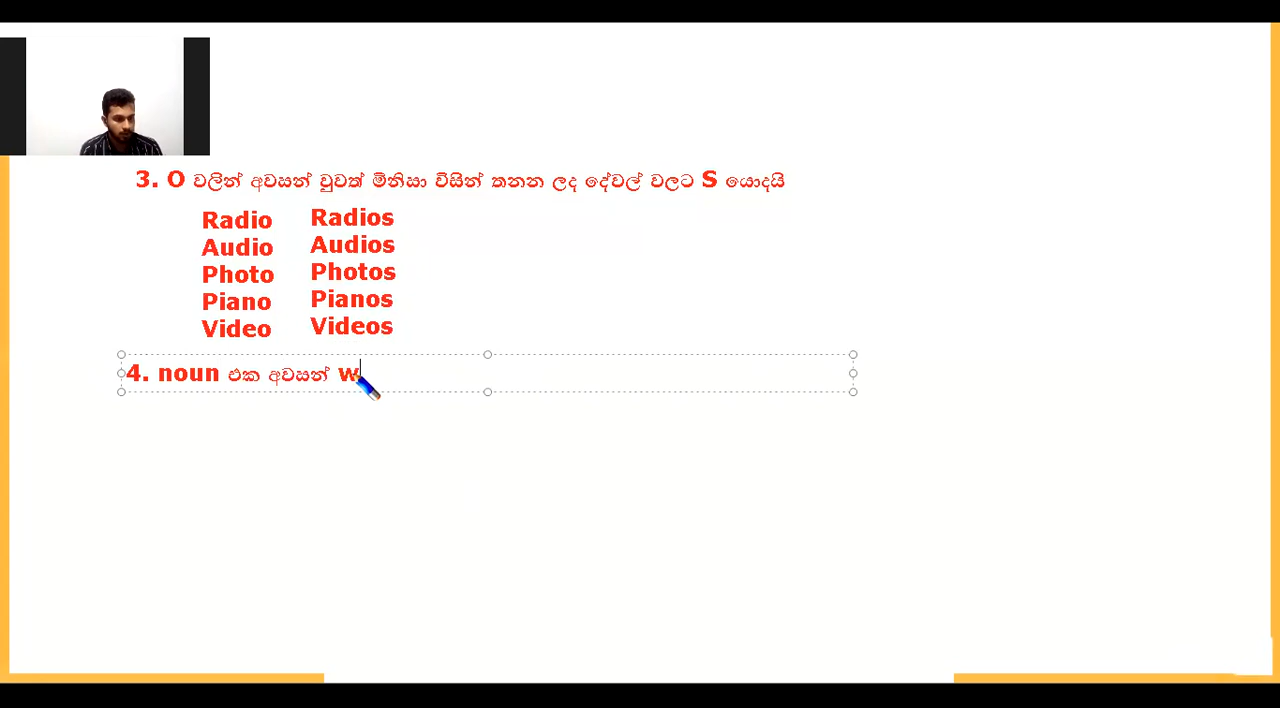 3. O වලින් අවසන් වුවත් මිනිසා විසින් තනන ලද දේවල් වලට S යොදයි
Radio Radios
Audio Audios
Photo Photos
Piano Pianos
Video Videos
4. noun එක අවසන් w